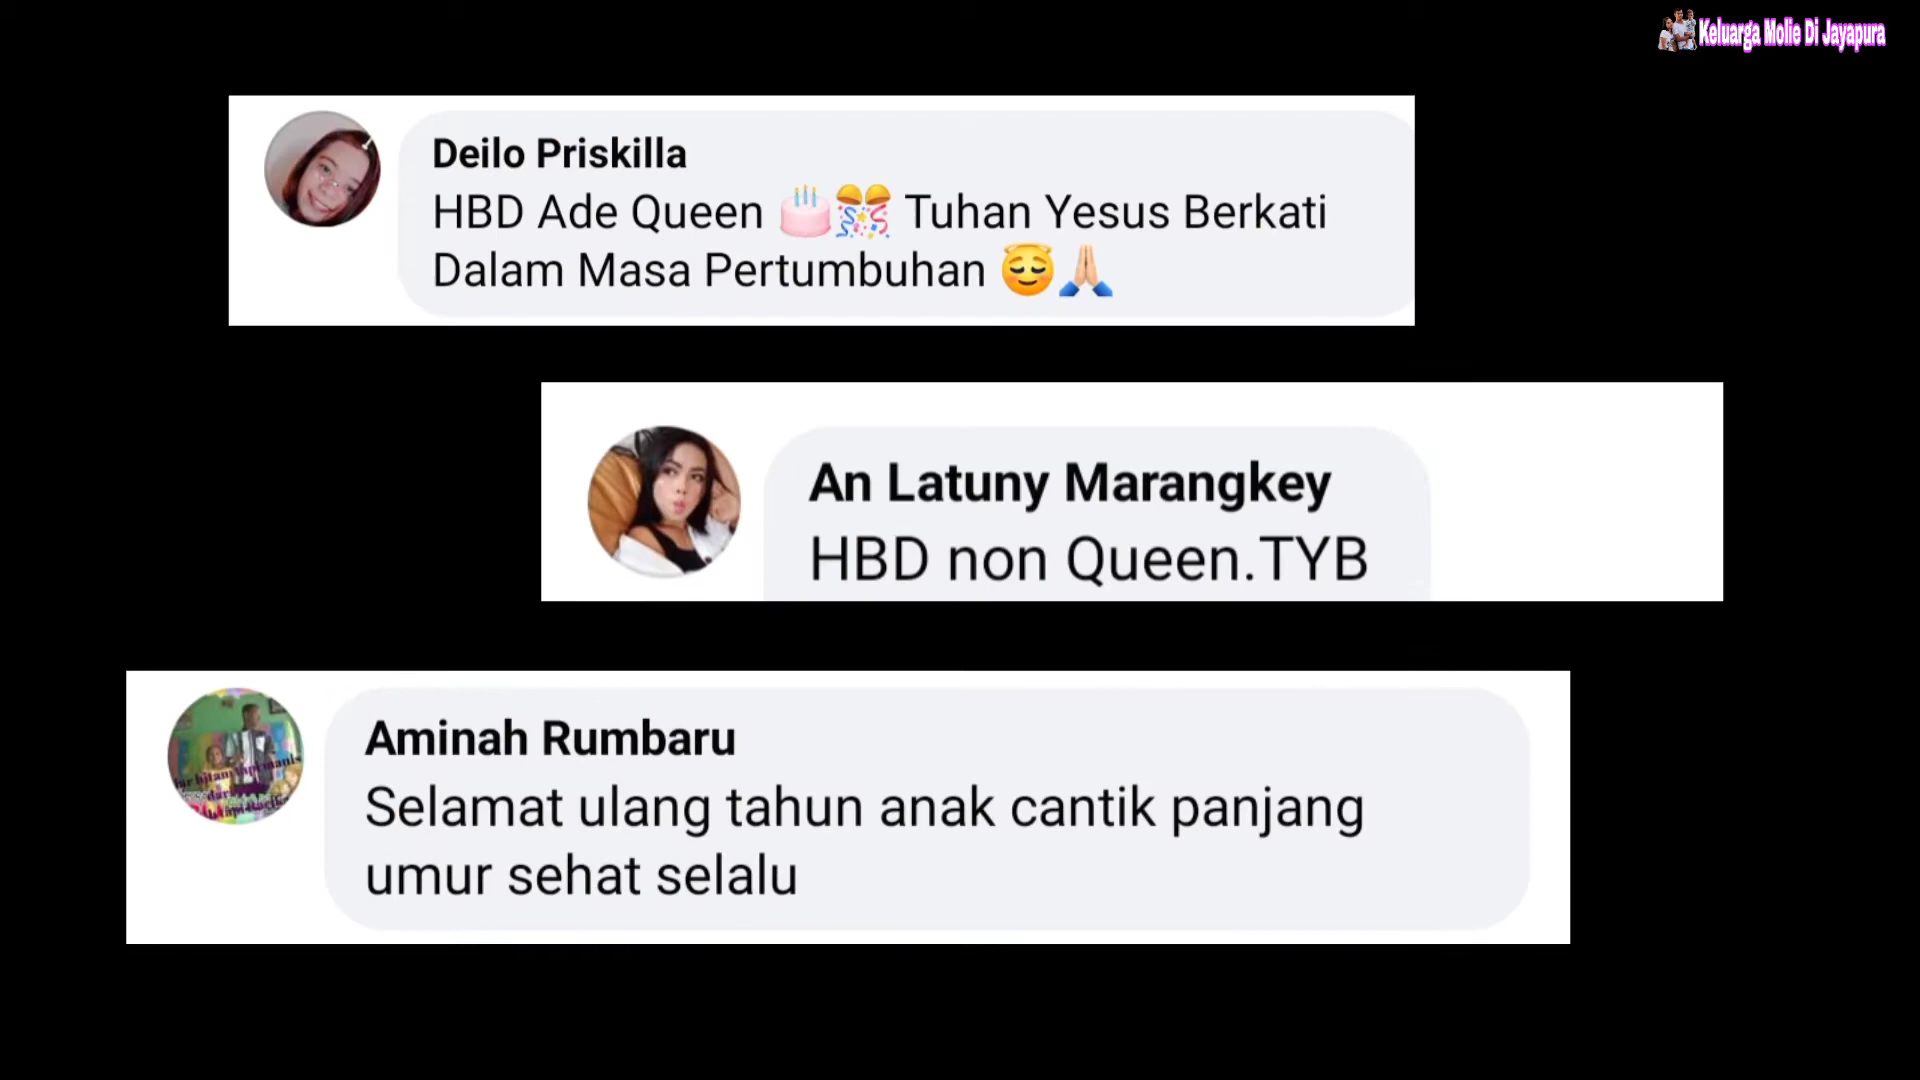 Keluarga Molie Di Jayapura
Deilo Priskilla
HBD Ade Queen 🎂🎊 Tuhan Yesus Berkati
Dalam Masa Pertumbuhan 😇🙏🏻
An Latuny Marangkey
HBD non Queen.TYB
Aminah Rumbaru
Selamat ulang tahun anak cantik panjang
umur sehat selalu